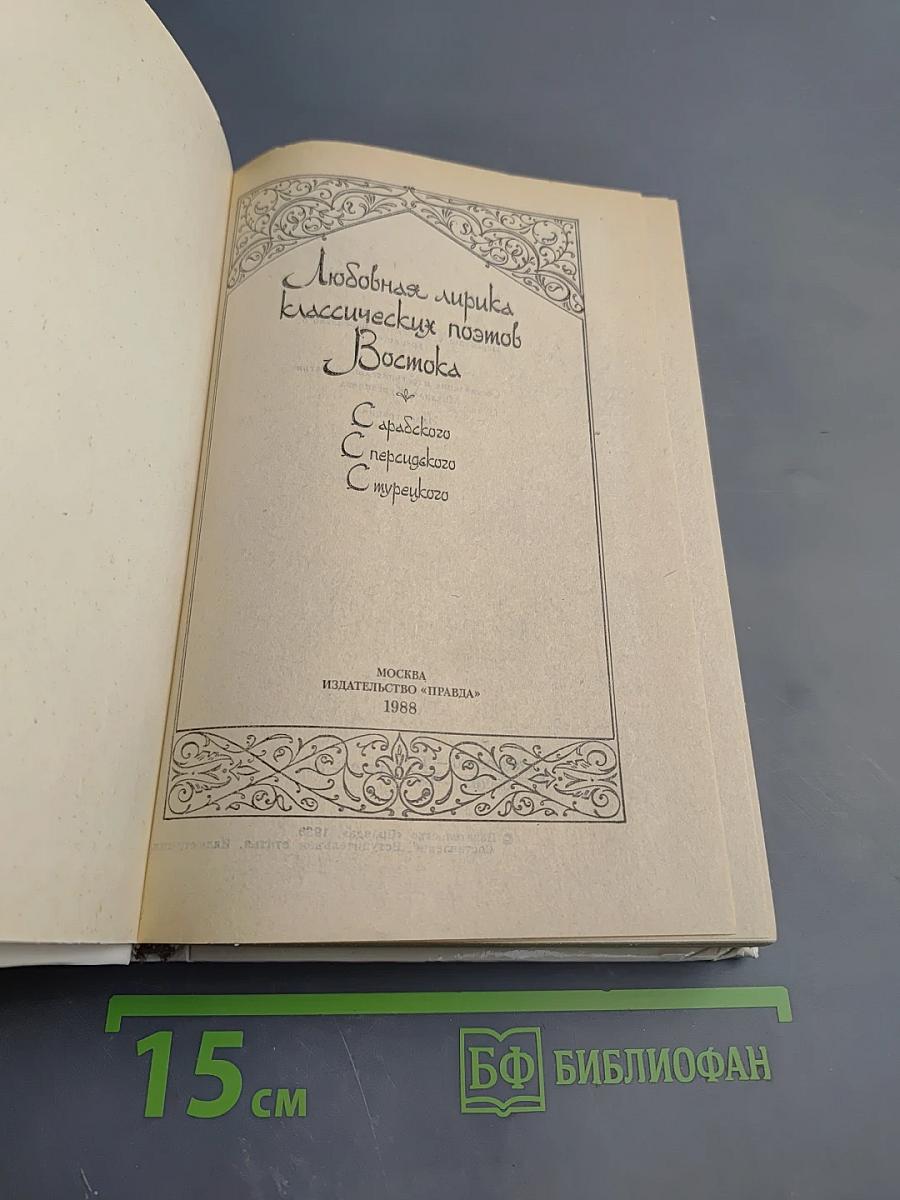 Любовная лирика
классических поэтов
Востока
С арабского
С персидского
С турецкого
МОСКВА
ИЗДАТЕЛЬСТВО «ПРАВДА»
1988
15 см
БФ БИБЛИОФАН